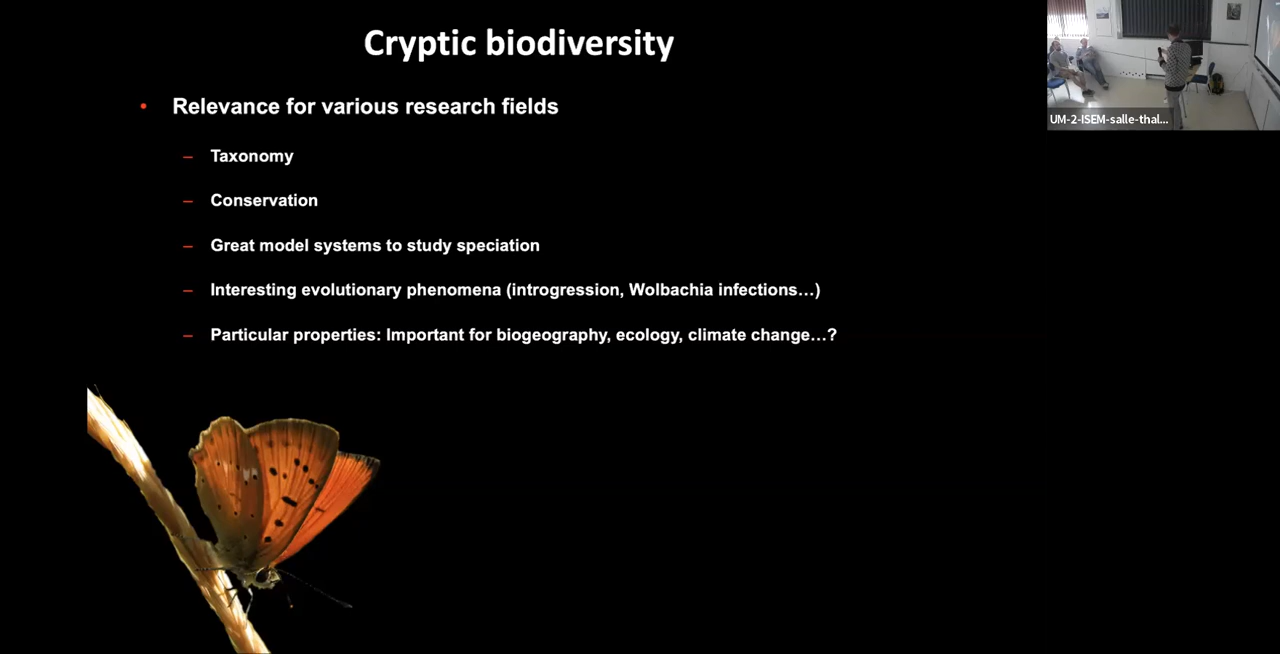 Cryptic biodiversity
• Relevance for various research fields
– Taxonomy
– Conservation
– Great model systems to study speciation
– Interesting evolutionary phenomena (introgression, Wolbachia infections...)
– Particular properties: Important for biogeography, ecology, climate change...?
UM-2-ISEM-salle-thal...